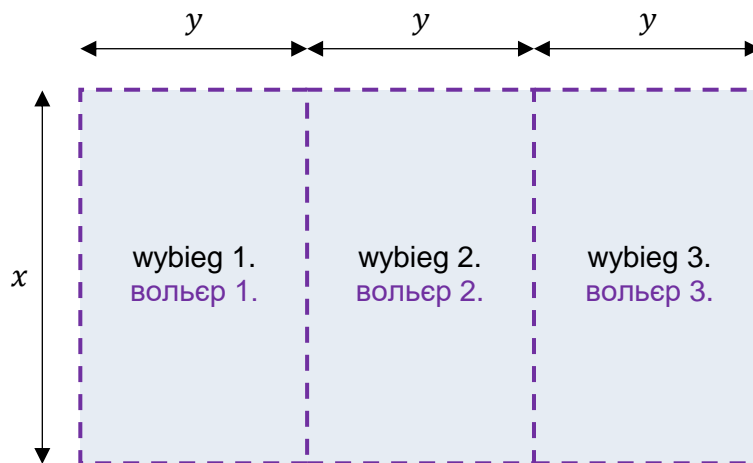 y y y
x
wybieg 1. wybieg 2. wybieg 3.
вольєр 1. вольєр 2. вольєр 3.